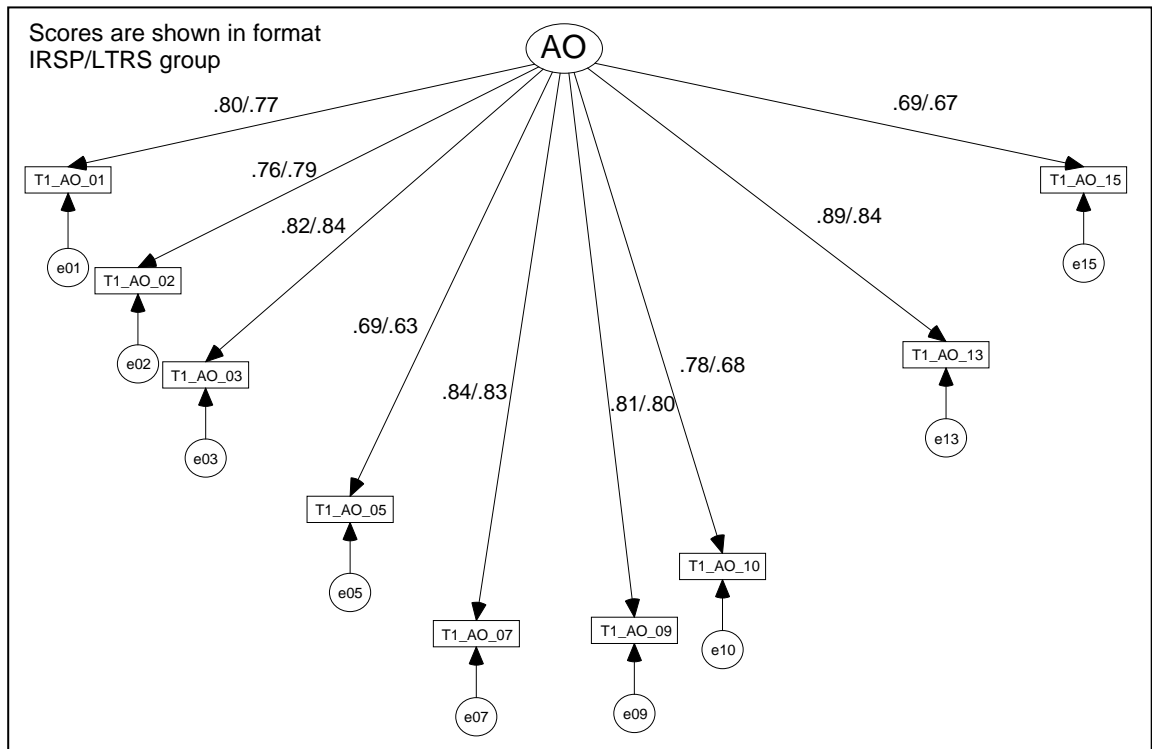 Scores are shown in format
IRSP/LTRS group
AO
.80/.77
.69/.67
.76/.79
T1_AO_01
T1_AO_15
.82/.84
.89/.84
e01
T1_AO_02
e15
.69/.63
.78/.68
e02
T1_AO_03
T1_AO_13
.84/.83
.81/.80
e03
e13
T1_AO_05
T1_AO_10
e05
T1_AO_07
T1_AO_09
e10
e07
e09